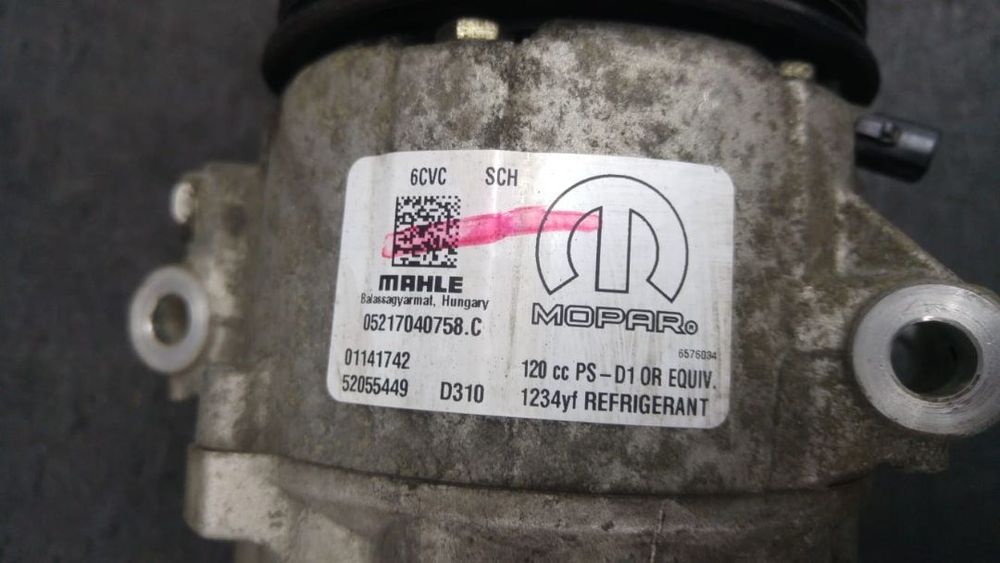 6CVC SCH
MAHLE
Balassagyarmat, Hungary
05217040758.C
01141742
52055449 D310
MOPAR®
6576034
120 cc PS-D1 OR EQUIV.
1234yf REFRIGERANT